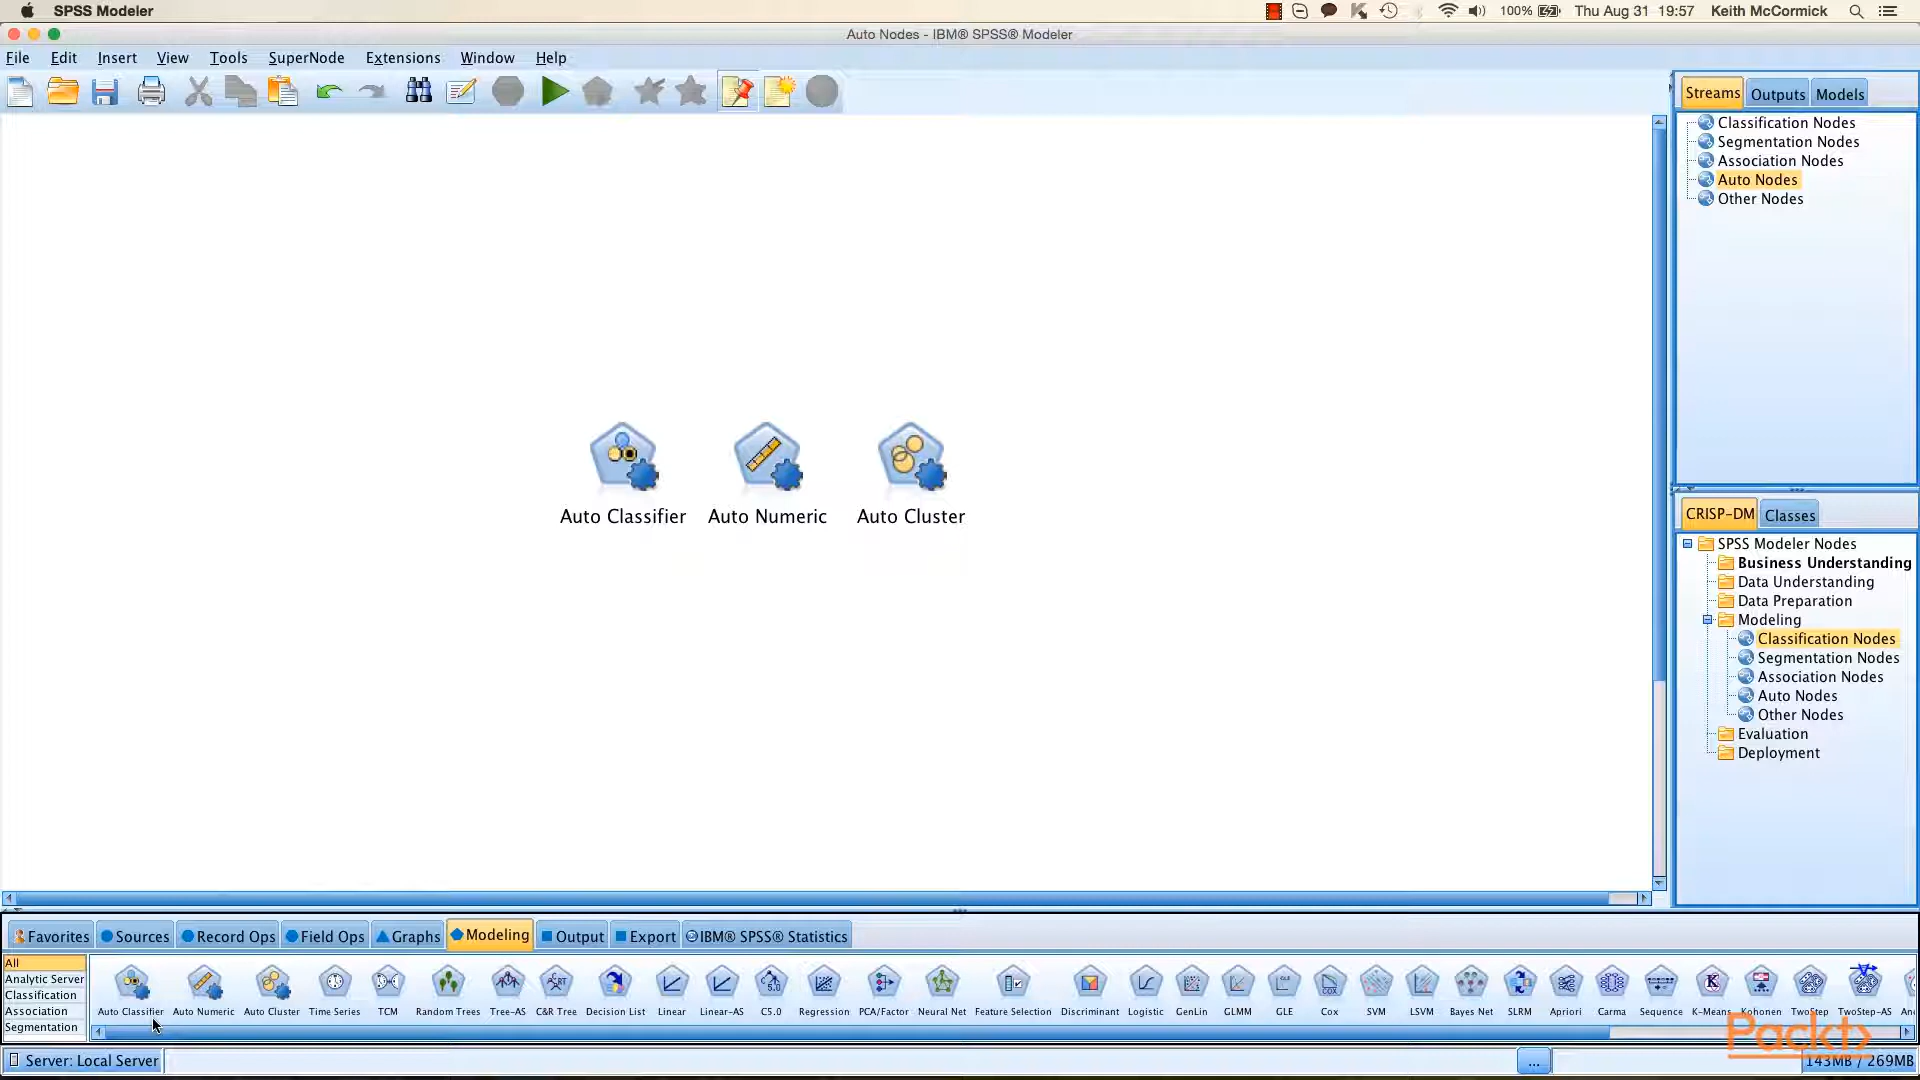 SPSS Modeler
100%
Thu Aug 31 19:57
Keith McCormick
Auto Nodes - IBM® SPSS® Modeler
File Edit Insert View Tools SuperNode Extensions Window Help
Streams Outputs Models
Classification Nodes
Segmentation Nodes
Association Nodes
Auto Nodes
Other Nodes
Auto Classifier Auto Numeric Auto Cluster
CRISP-DM Classes
SPSS Modeler Nodes
Business Understanding
Data Understanding
Data Preparation
Modeling
Classification Nodes
Segmentation Nodes
Association Nodes
Auto Nodes
Other Nodes
Evaluation
Deployment
Favorites Sources Record Ops Field Ops Graphs Modeling Output Export IBM® SPSS® Statistics
All
Analytic Server
Classification
Association
Segmentation
Auto Classifier Auto Numeric Auto Cluster Time Series TCM Random Trees Tree-AS C&R Tree Decision List Linear Linear-AS C5.0 Regression PCA/Factor Neural Net Feature Selection Discriminant Logistic GenLin GLMM GLE Cox SVM LSVM Bayes Net SLRM Apriori Carma Sequence K-Means Kohonen TwoStep TwoStep-AS
Packt>
Server: Local Server
...
143MB / 269MB